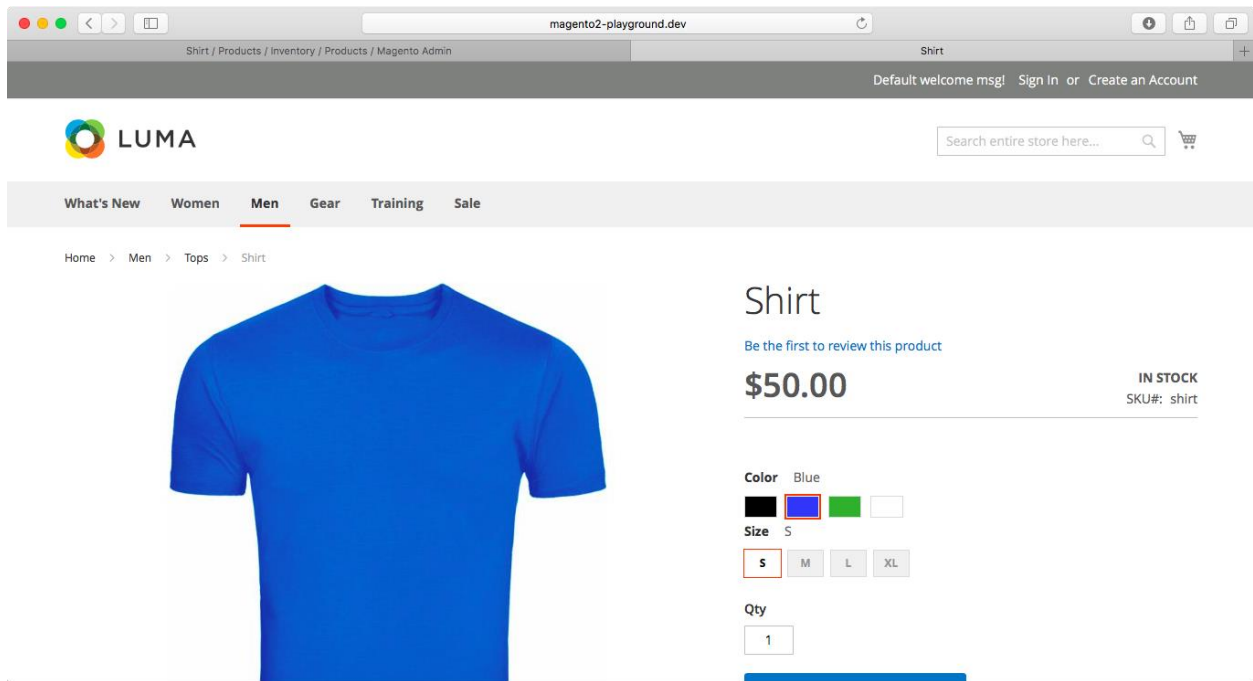 magento2-playground.dev
Shirt / Products / Inventory / Products / Magento Admin
Shirt
Default welcome msg! Sign In or Create an Account
LUMA
Search entire store here...
What's New Women Men Gear Training Sale
Home > Men > Tops > Shirt
Shirt
Be the first to review this product
$50.00
IN STOCK
SKU#: shirt
Color Blue
Size S
S M L XL
Qty
1